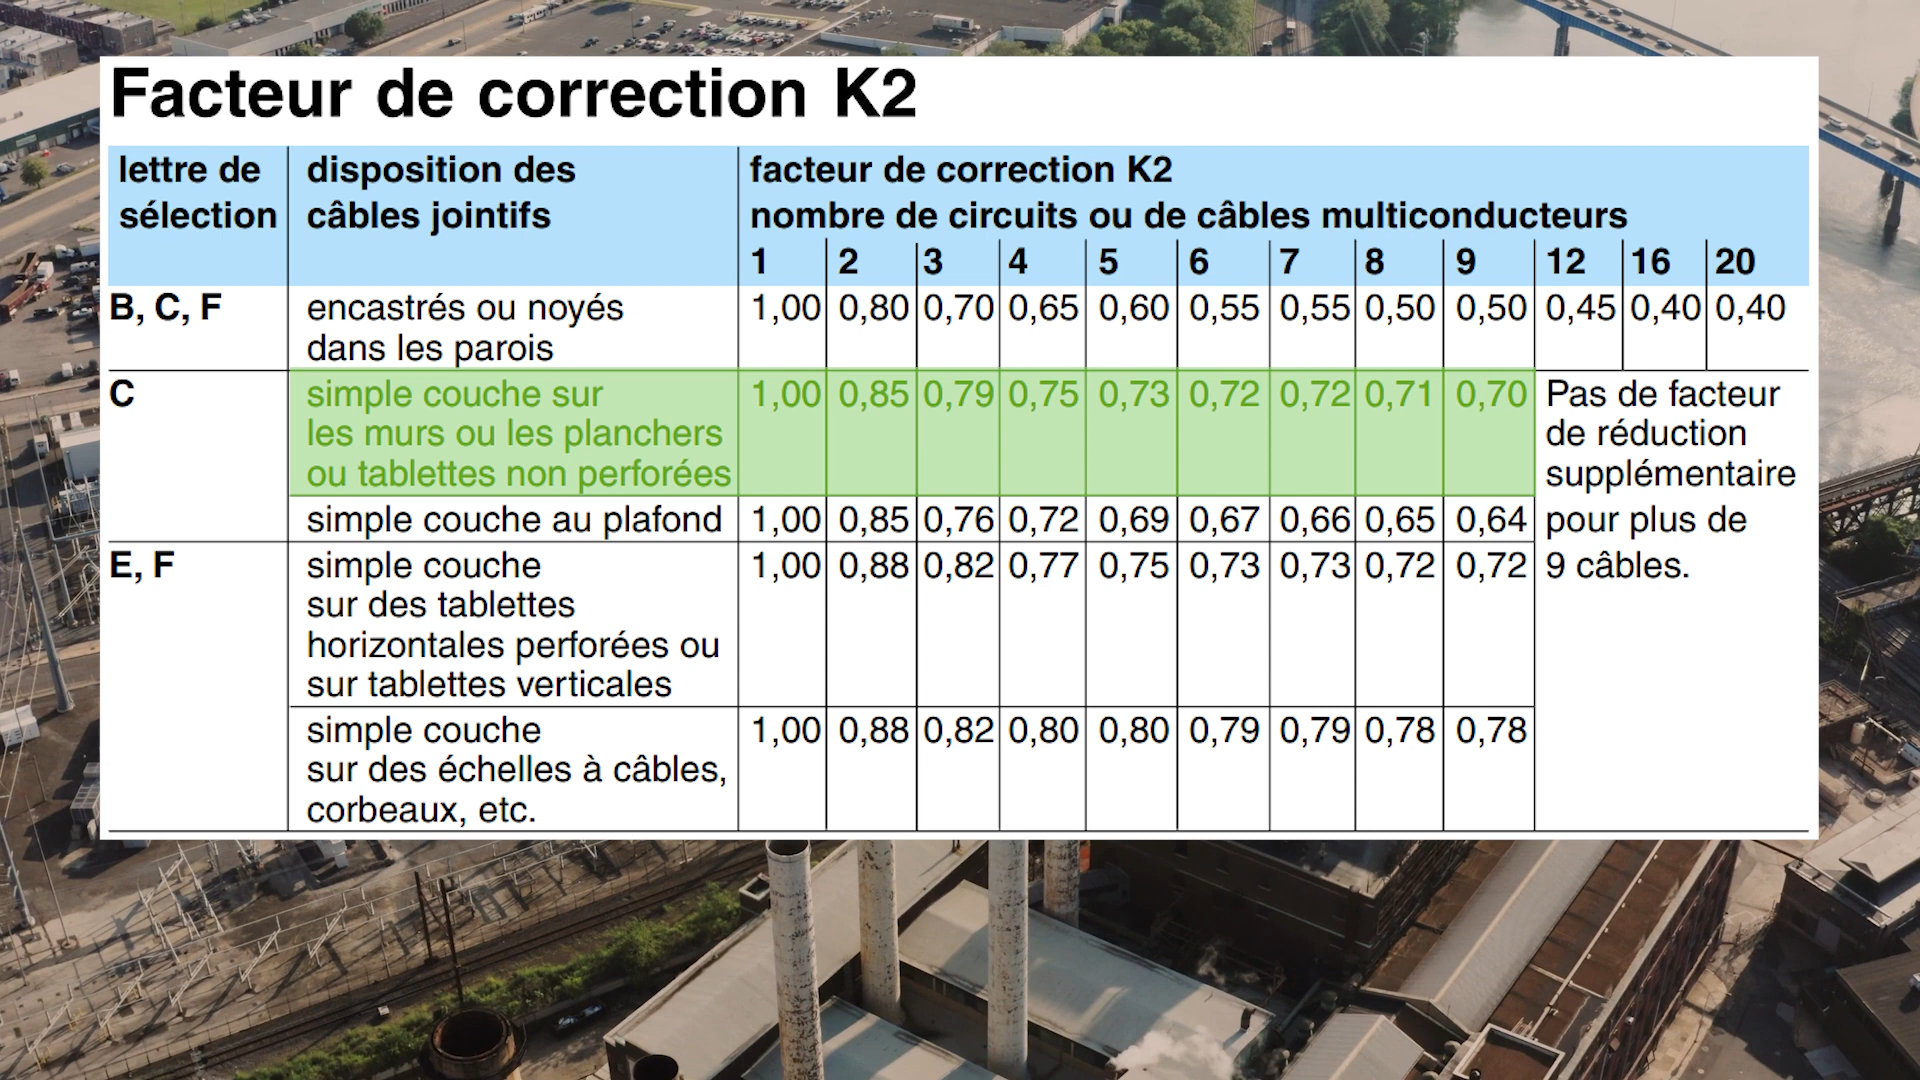 Facteur de correction K2
lettre de sélection disposition des câbles jointifs facteur de correction K2
nombre de circuits ou de câbles multiconducteurs
1 2 3 4 5 6 7 8 9 12 16 20
B, C, F encastrés ou noyés 1,00 0,80 0,70 0,65 0,60 0,55 0,55 0,50 0,50 0,45 0,40 0,40
dans les parois
C simple couche sur 1,00 0,85 0,79 0,75 0,73 0,72 0,72 0,71 0,70 Pas de facteur
les murs ou les planchers de réduction
ou tablettes non perforées supplémentaire
simple couche au plafond 1,00 0,85 0,76 0,72 0,69 0,67 0,66 0,65 0,64 pour plus de
E, F simple couche 1,00 0,88 0,82 0,77 0,75 0,73 0,73 0,72 0,72 9 câbles.
sur des tablettes
horizontales perforées ou
sur tablettes verticales
simple couche 1,00 0,88 0,82 0,80 0,80 0,79 0,79 0,78 0,78
sur des échelles à câbles,
corbeaux, etc.